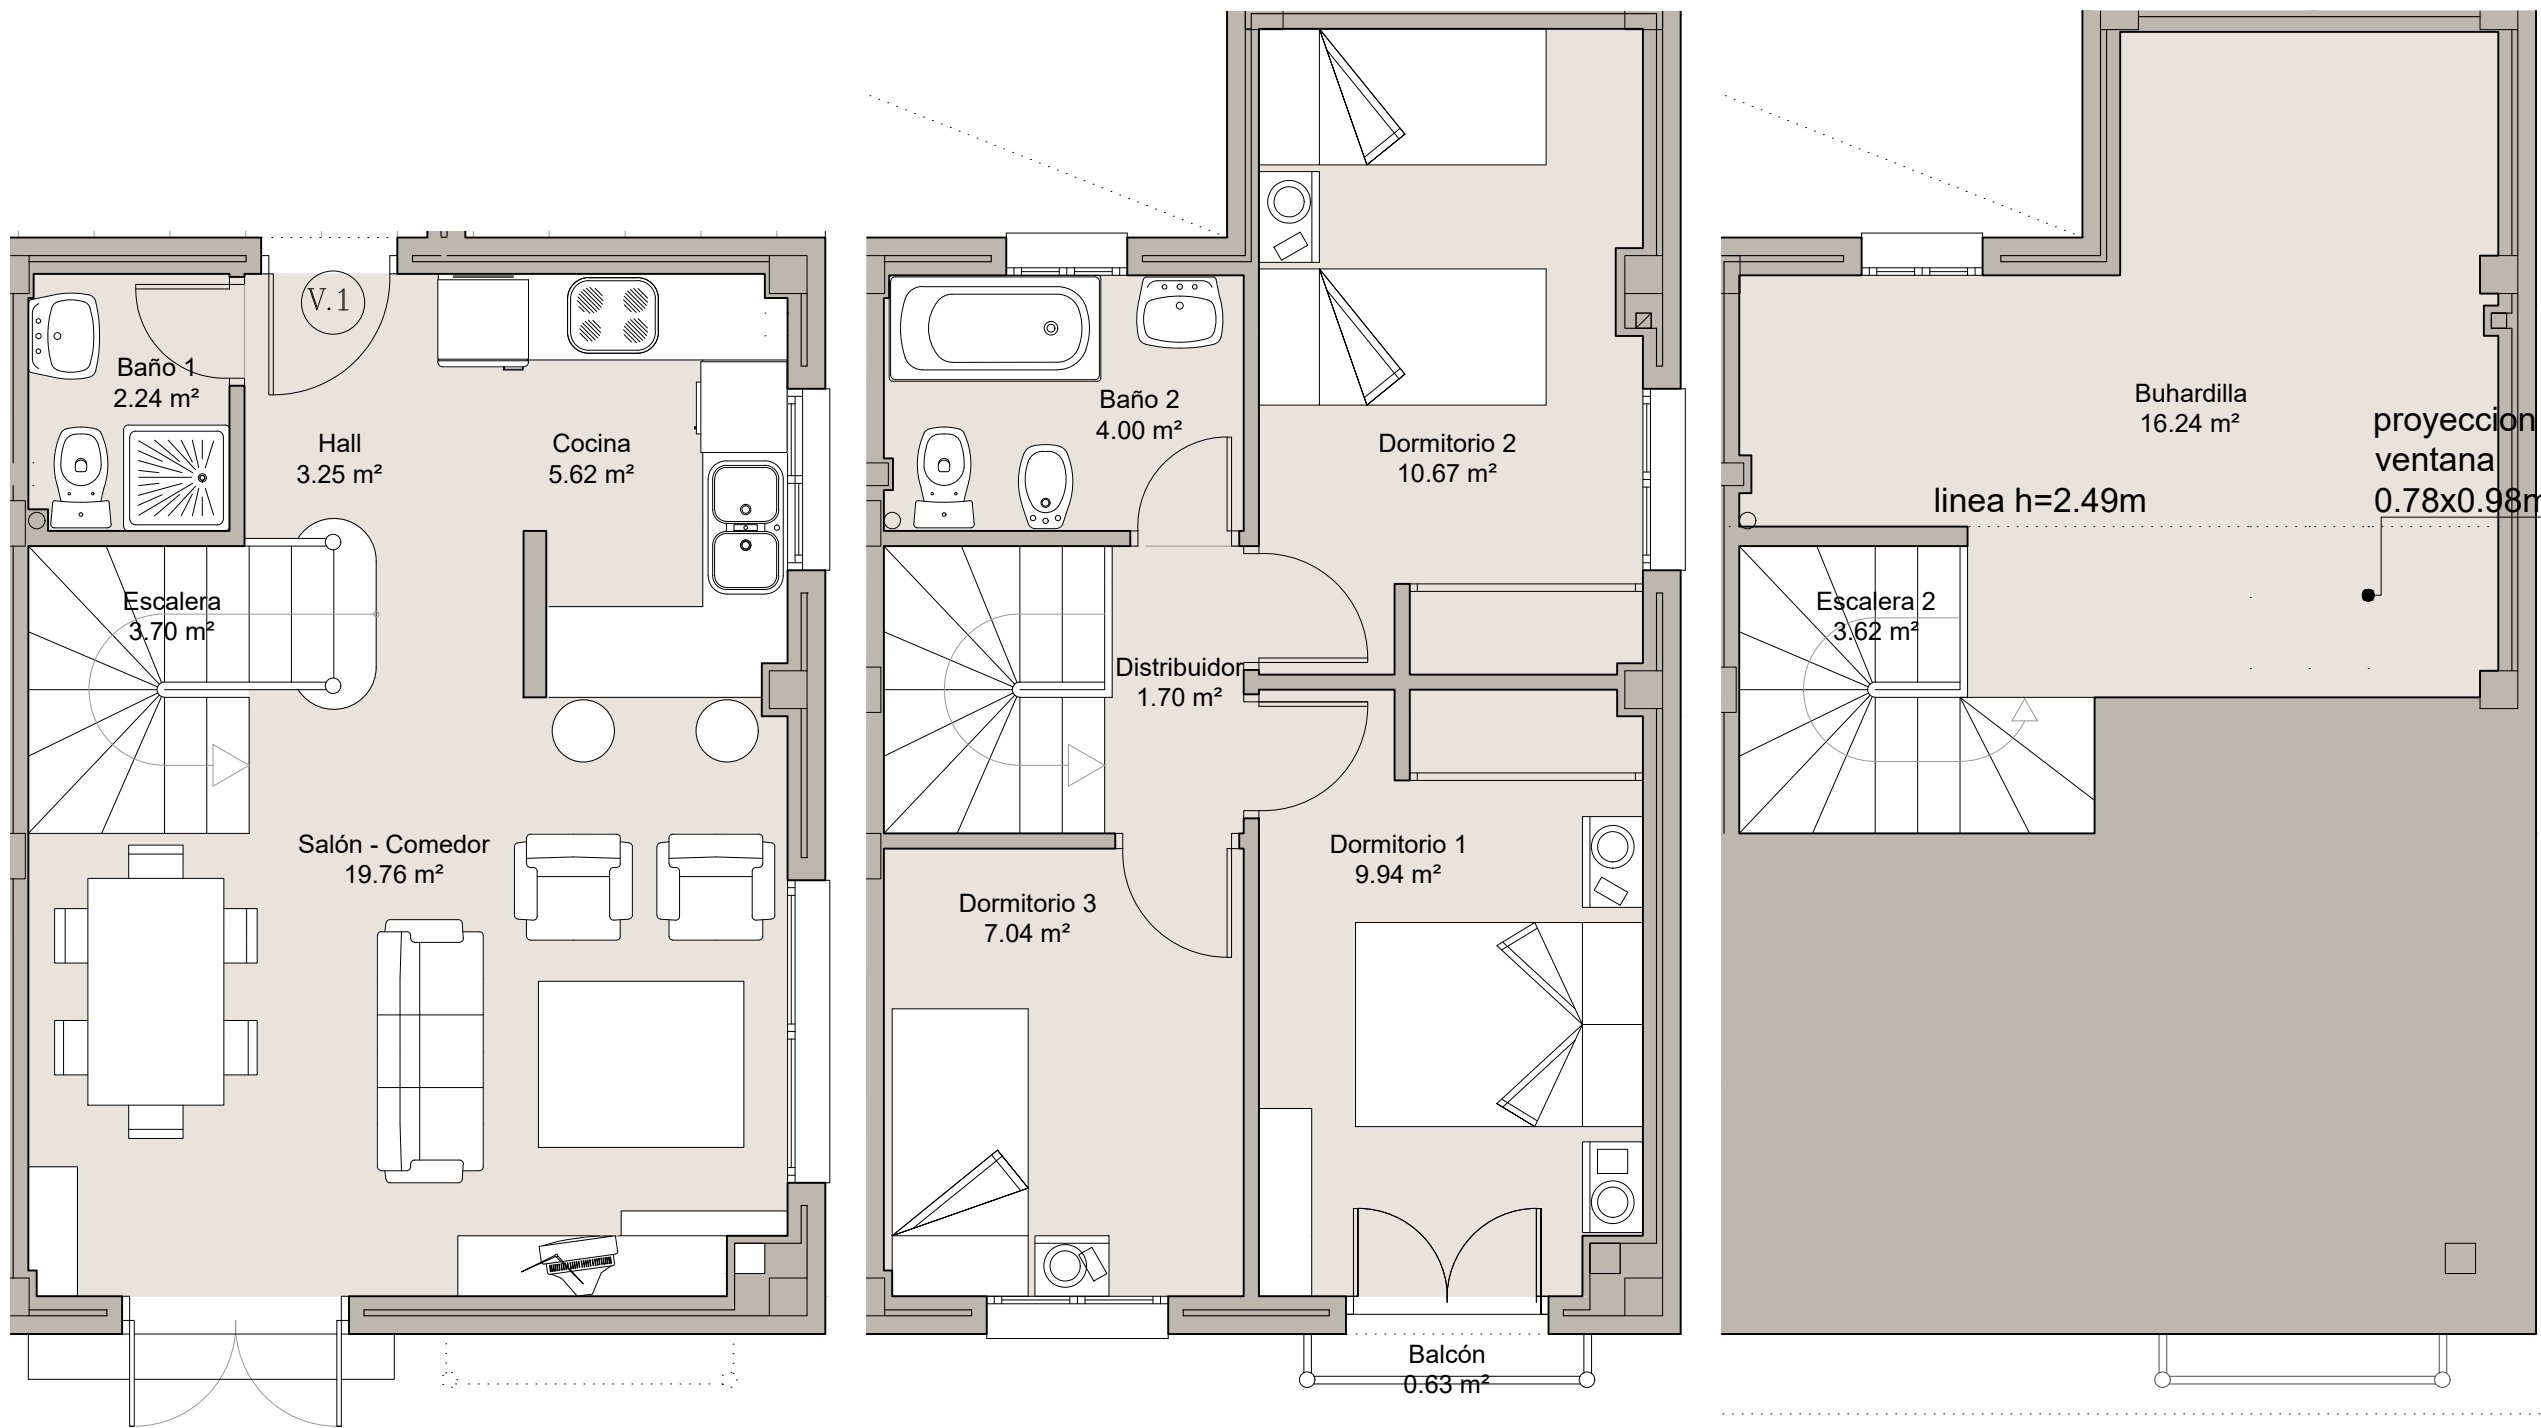 V.1
Baño 1
2.24 m²
Hall
3.25 m²
Cocina
5.62 m²
Escalera
3.70 m²
Salón - Comedor
19.76 m²
Baño 2
4.00 m²
Dormitorio 2
10.67 m²
Distribuidor
1.70 m²
Dormitorio 1
9.94 m²
Dormitorio 3
7.04 m²
Balcón
0.63 m²
Buhardilla
16.24 m²
proyeccion
ventana
0.78x0.98m
linea h=2.49m
Escalera 2
3.62 m²